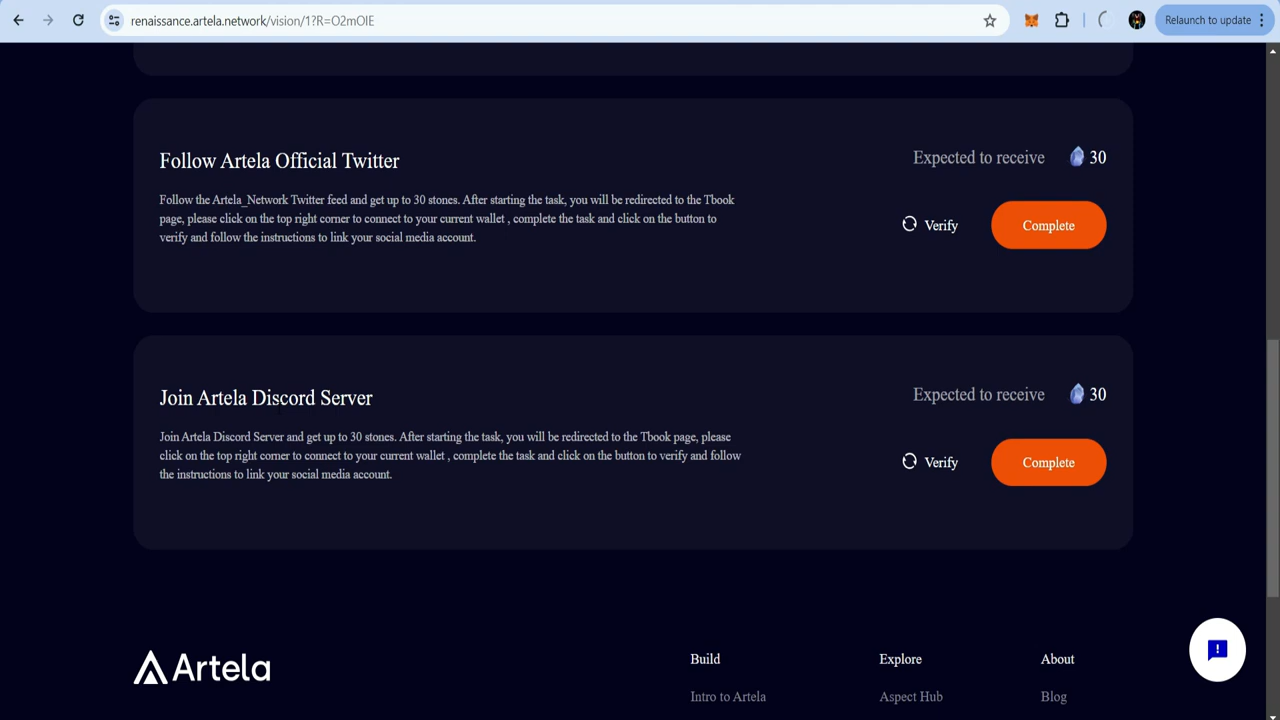 renaissance.artela.network/vision/1?R=O2mOIE
Relaunch to update
Follow Artela Official Twitter
Expected to receive 30
Follow the Artela_Network Twitter feed and get up to 30 stones. After starting the task, you will be redirected to the Tbook
page, please click on the top right corner to connect to your current wallet , complete the task and click on the button to
verify and follow the instructions to link your social media account.
Verify
Complete
Join Artela Discord Server
Expected to receive 30
Join Artela Discord Server and get up to 30 stones. After starting the task, you will be redirected to the Tbook page, please
click on the top right corner to connect to your current wallet , complete the task and click on the button to verify and follow
the instructions to link your social media account.
Verify
Complete
Artela
Build
Explore
About
Intro to Artela
Aspect Hub
Blog